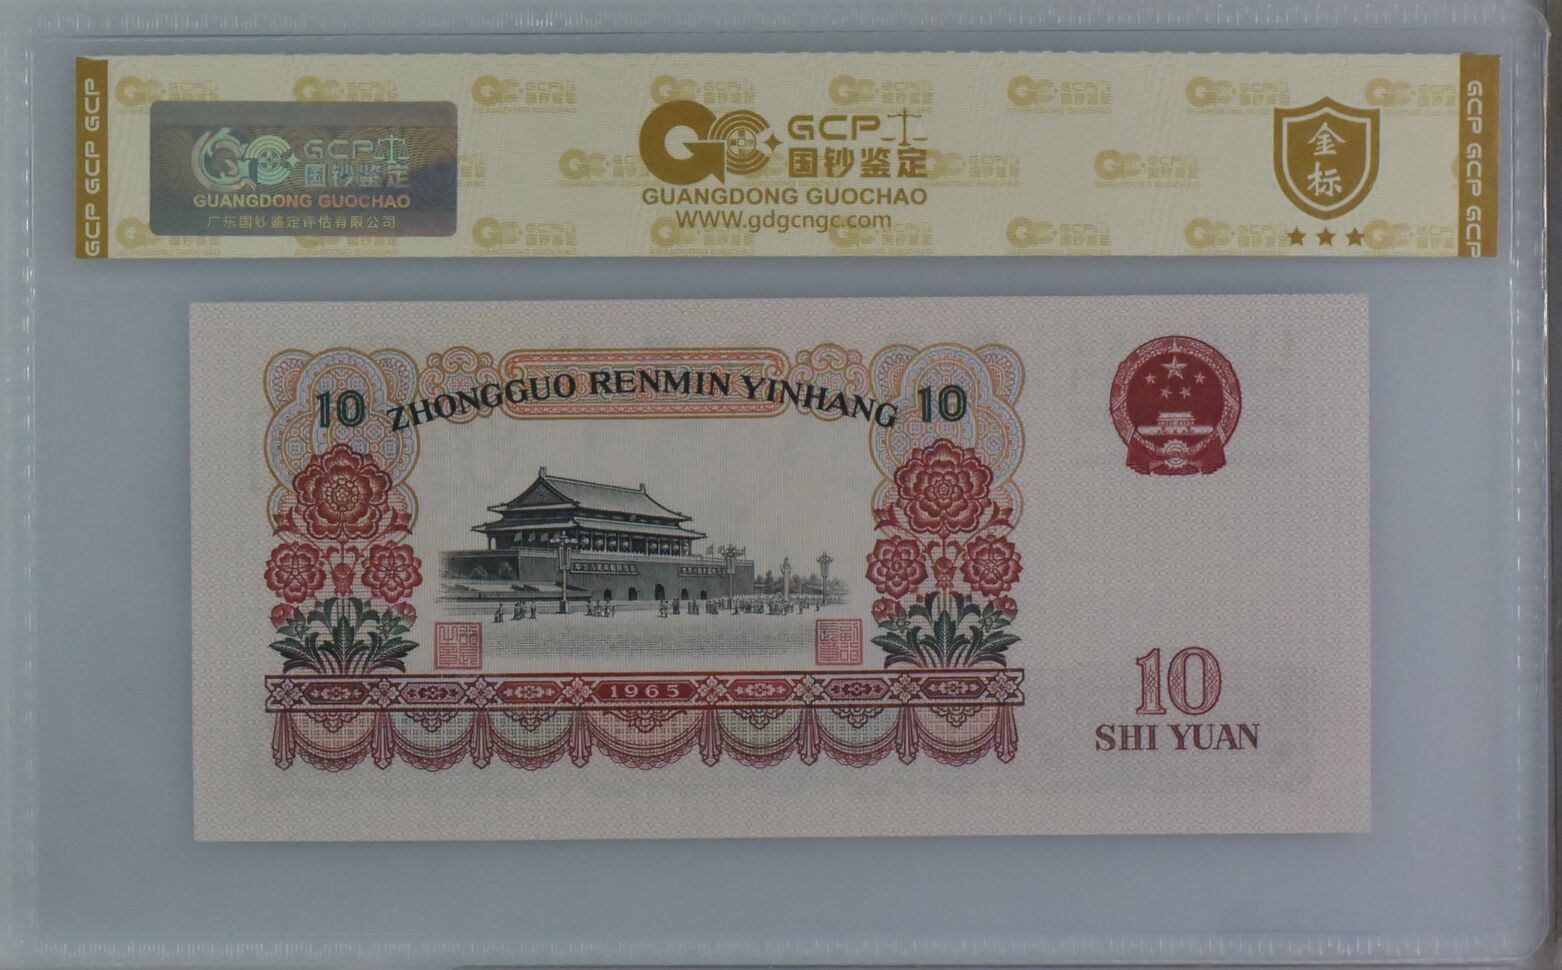 GCP GCP GCP
GCP
国钞鉴定
GUANGDONG GUOCHAO
广东国钞鉴定评估有限公司
GCP
国钞鉴定
GUANGDONG GUOCHAO
WWW.gdgcngc.com
金
标
GCP GCP GCP
10 ZHONGGUO RENMIN YINHANG 10
1965
10
SHI YUAN